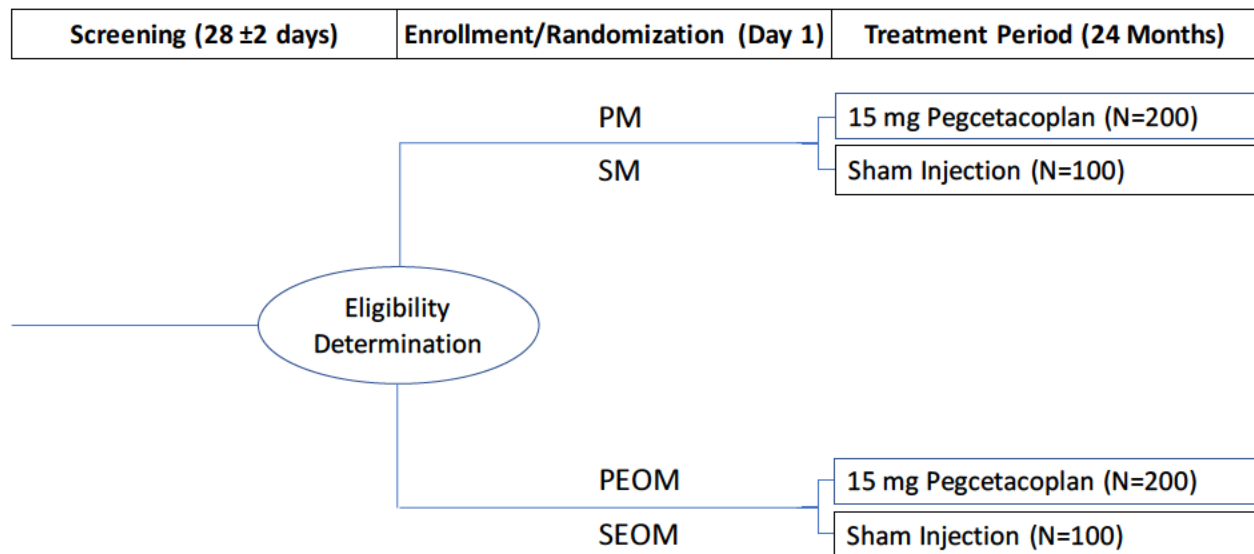 Screening (28 ±2 days) Enrollment/Randomization (Day 1) Treatment Period (24 Months)
PM
15 mg Pegcetacoplan (N=200)
SM
Sham Injection (N=100)
Eligibility
Determination
PEOM
15 mg Pegcetacoplan (N=200)
SEOM
Sham Injection (N=100)